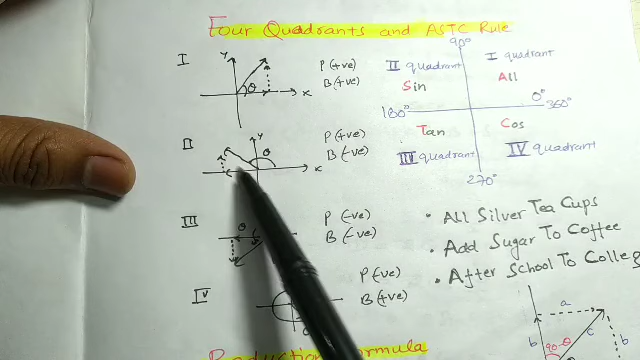 Four Quadrants and ASTC Rule
I
y
θ
x
P (+ve)
B (+ve)
II
y
θ
x
P (+ve)
B (-ve)
III
θ
P (-ve)
B (-ve)
IV
P (-ve)
B (+ve)
90°
II quadrant
I quadrant
Sin
All
180°
0°
360°
Tan
Cos
III quadrant
IV quadrant
270°
• All Silver Tea Cups
• Add Sugar To Coffee
• After School To Colleg
a
b
c
b
90-θ
Formula